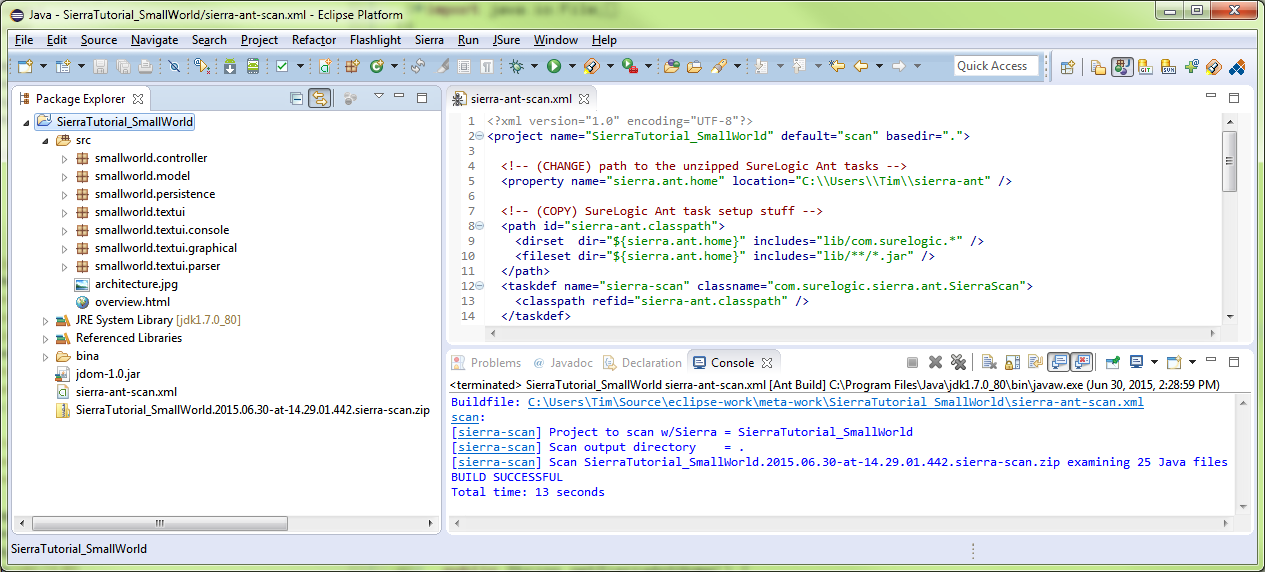 Java - SierraTutorial_SmallWorld/sierra-ant-scan.xml - Eclipse Platform
File Edit Source Navigate Search Project Refactor Flashlight Sierra Run JSure Window Help
Quick Access
Package Explorer
SierraTutorial_SmallWorld
src
smallworld.controller
smallworld.model
smallworld.persistence
smallworld.textui
smallworld.textui.console
smallworld.textui.graphical
smallworld.textui.parser
architecture.jpg
overview.html
JRE System Library [jdk1.7.0_80]
Referenced Libraries
bina
jdom-1.0.jar
sierra-ant-scan.xml
SierraTutorial_SmallWorld.2015.06.30-at-14.29.01.442.sierra-scan.zip
sierra-ant-scan.xml
1 <?xml version="1.0" encoding="UTF-8"?>
2 <project name="SierraTutorial_SmallWorld" default="scan" basedir=".">
3
4 <!-- (CHANGE) path to the unzipped SureLogic Ant tasks -->
5 <property name="sierra.ant.home" location="C:\\Users\\Tim\\sierra-ant" />
6
7 <!-- (COPY) SureLogic Ant task setup stuff -->
8 <path id="sierra-ant.classpath">
9 <dirset  dir="${sierra.ant.home}" includes="lib/com.surelogic.*" />
10 <fileset dir="${sierra.ant.home}" includes="lib/**/*.jar" />
11 </path>
12 <taskdef name="sierra-scan" classname="com.surelogic.sierra.ant.SierraScan">
13 <classpath refid="sierra-ant.classpath" />
14 </taskdef>
Problems @ Javadoc Declaration Console
<terminated> SierraTutorial_SmallWorld sierra-ant-scan.xml [Ant Build] C:\Program Files\Java\jdk1.7.0_80\bin\javaw.exe (Jun 30, 2015, 2:28:59 PM)
Buildfile: C:\Users\Tim\Source\eclipse-work\meta-work\SierraTutorial_SmallWorld\sierra-ant-scan.xml
scan:
[sierra-scan] Project to scan w/Sierra = SierraTutorial_SmallWorld
[sierra-scan] Scan output directory    = .
[sierra-scan] Scan SierraTutorial_SmallWorld.2015.06.30-at-14.29.01.442.sierra-scan.zip examining 25 Java files
BUILD SUCCESSFUL
Total time: 13 seconds
SierraTutorial_SmallWorld